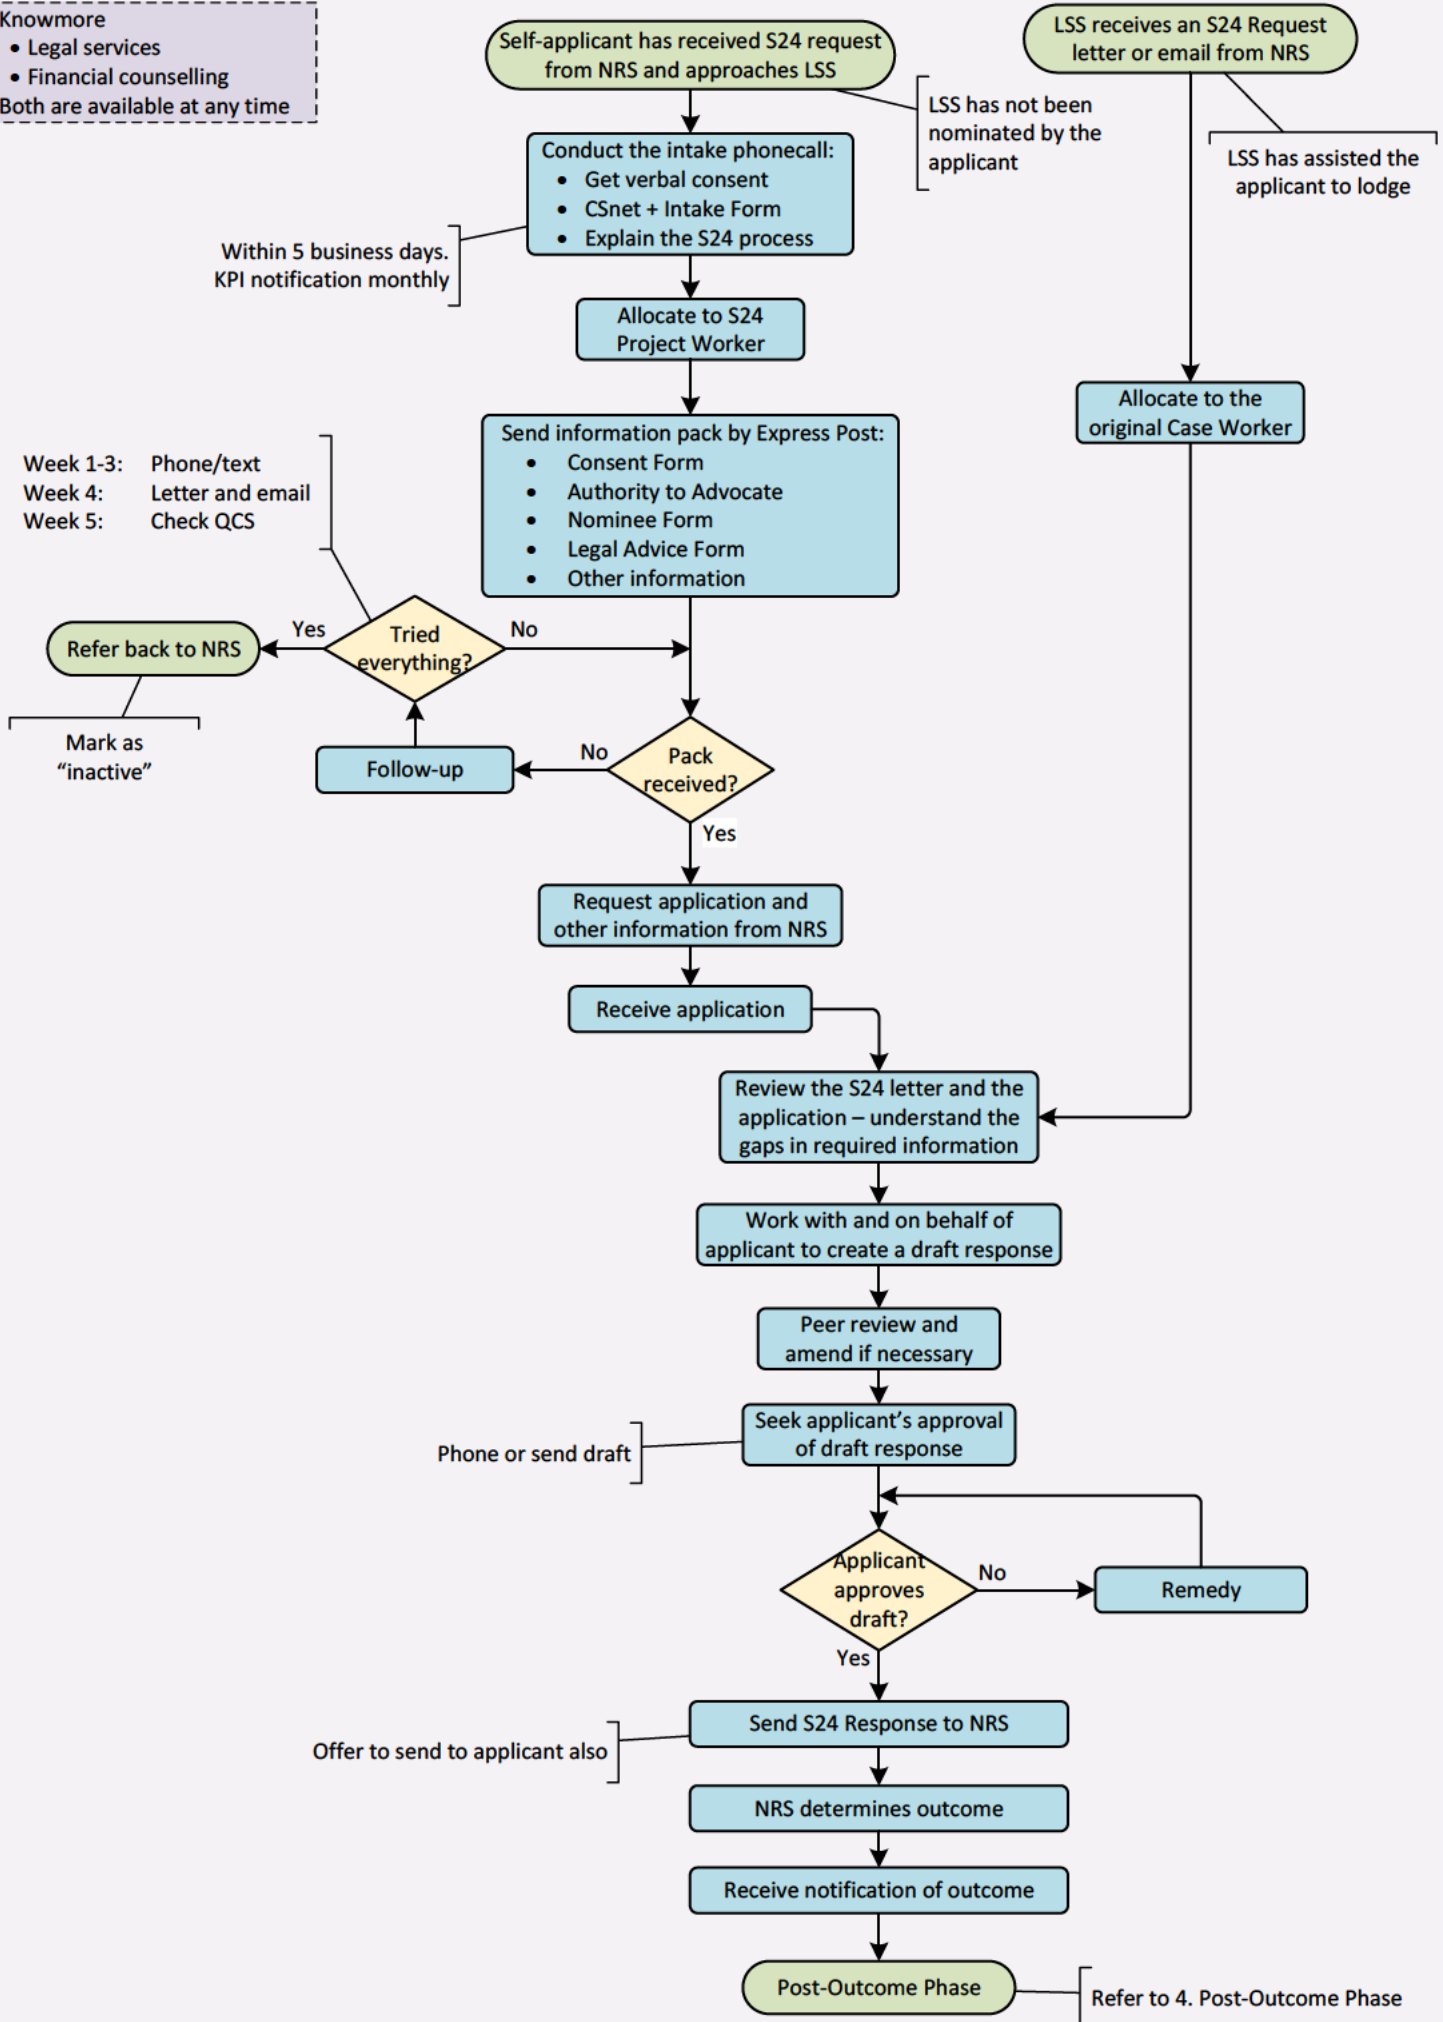 Knowmore
• Legal services
• Financial counselling
Both are available at any time
Self-applicant has received S24 request
from NRS and approaches LSS
LSS receives an S24 Request
letter or email from NRS
LSS has not been
nominated by the
applicant
LSS has assisted the
applicant to lodge
Conduct the intake phonecall:
• Get verbal consent
• CSnet + Intake Form
• Explain the S24 process
Within 5 business days.
KPI notification monthly
Allocate to S24
Project Worker
Allocate to the
original Case Worker
Send information pack by Express Post:
• Consent Form
• Authority to Advocate
• Nominee Form
• Legal Advice Form
• Other information
Week 1-3: Phone/text
Week 4: Letter and email
Week 5: Check QCS
Refer back to NRS
Yes
Tried
everything?
No
Mark as
“inactive”
Follow-up
No
Pack
received?
Yes
Request application and
other information from NRS
Receive application
Review the S24 letter and the
application – understand the
gaps in required information
Work with and on behalf of
applicant to create a draft response
Peer review and
amend if necessary
Seek applicant’s approval
of draft response
Phone or send draft
Applicant
approves
draft?
No
Remedy
Yes
Send S24 Response to NRS
Offer to send to applicant also
NRS determines outcome
Receive notification of outcome
Post-Outcome Phase
Refer to 4. Post-Outcome Phase